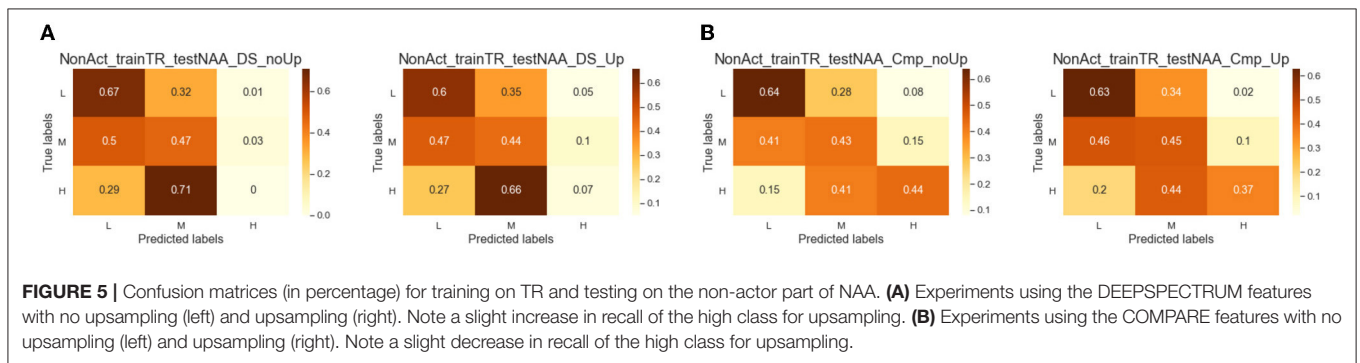 A
B
NonAct_trainTR_testNAA_DS_noUp
NonAct_trainTR_testNAA_DS_Up
NonAct_trainTR_testNAA_Cmp_noUp
NonAct_trainTR_testNAA_Cmp_Up
True labels
L
M
H
0.67 0.32 0.01
0.5 0.47 0.03
0.29 0.71 0
L M H
Predicted labels
0.6
0.4
0.2
0.0
True labels
L
M
H
0.6 0.35 0.05
0.47 0.44 0.1
0.27 0.66 0.07
L M H
Predicted labels
0.6
0.5
0.4
0.3
0.2
0.1
True labels
L
M
H
0.64 0.28 0.08
0.41 0.43 0.15
0.15 0.41 0.44
L M H
Predicted labels
0.6
0.5
0.4
0.3
0.2
0.1
True labels
L
M
H
0.63 0.34 0.02
0.46 0.45 0.1
0.2 0.44 0.37
L M H
Predicted labels
0.6
0.5
0.4
0.3
0.2
0.1
FIGURE 5 | Confusion matrices (in percentage) for training on TR and testing on the non-actor part of NAA. (A) Experiments using the DEEPSPECTRUM features
with no upsampling (left) and upsampling (right). Note a slight increase in recall of the high class for upsampling. (B) Experiments using the COMPARE features with no
upsampling (left) and upsampling (right). Note a slight decrease in recall of the high class for upsampling.